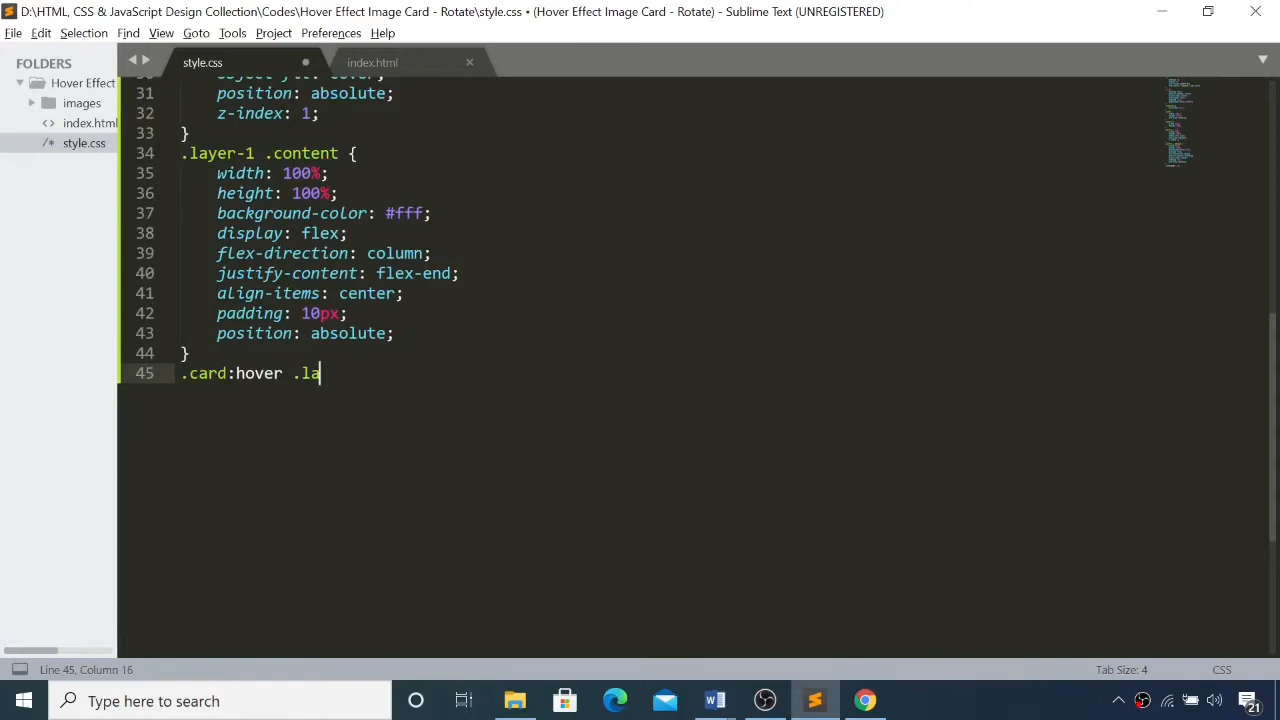 D:\HTML, CSS & JavaScript Design Collection\Codes\Hover Effect Image Card - Rotate\style.css • (Hover Effect Image Card - Rotate) - Sublime Text (UNREGISTERED)
File Edit Selection Find View Goto Tools Project Preferences Help
FOLDERS
Hover Effect
images
index.html
style.css
style.css index.html
31 position: absolute;
32 z-index: 1;
33 }
34 .layer-1 .content {
35 width: 100%;
36 height: 100%;
37 background-color: #fff;
38 display: flex;
39 flex-direction: column;
40 justify-content: flex-end;
41 align-items: center;
42 padding: 10px;
43 position: absolute;
44 }
45 .card:hover .la
Line 45, Column 16 Tab Size: 4 CSS
Type here to search
21